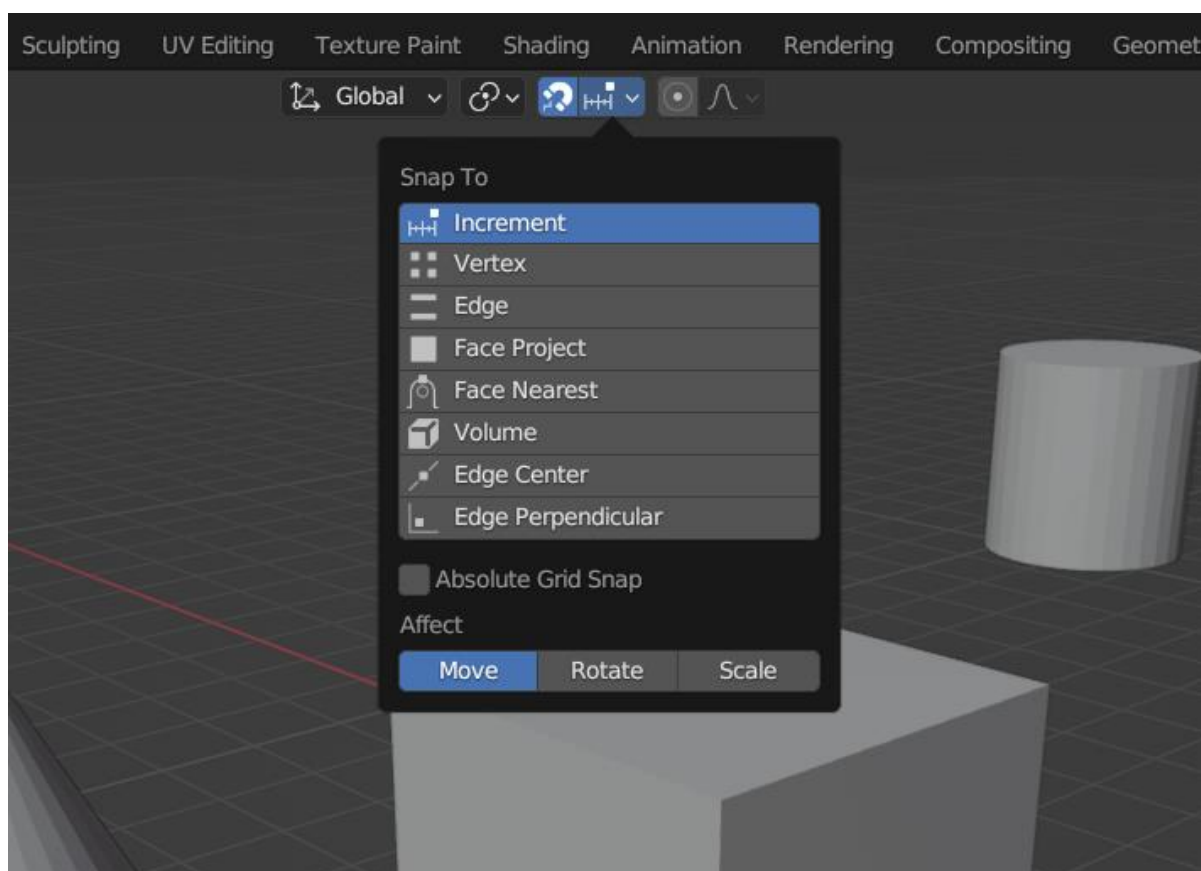 Sculpting UV Editing Texture Paint Shading Animation Rendering Compositing Geomet
Global
Snap To
Increment
Vertex
Edge
Face Project
Face Nearest
Volume
Edge Center
Edge Perpendicular
Absolute Grid Snap
Affect
Move Rotate Scale